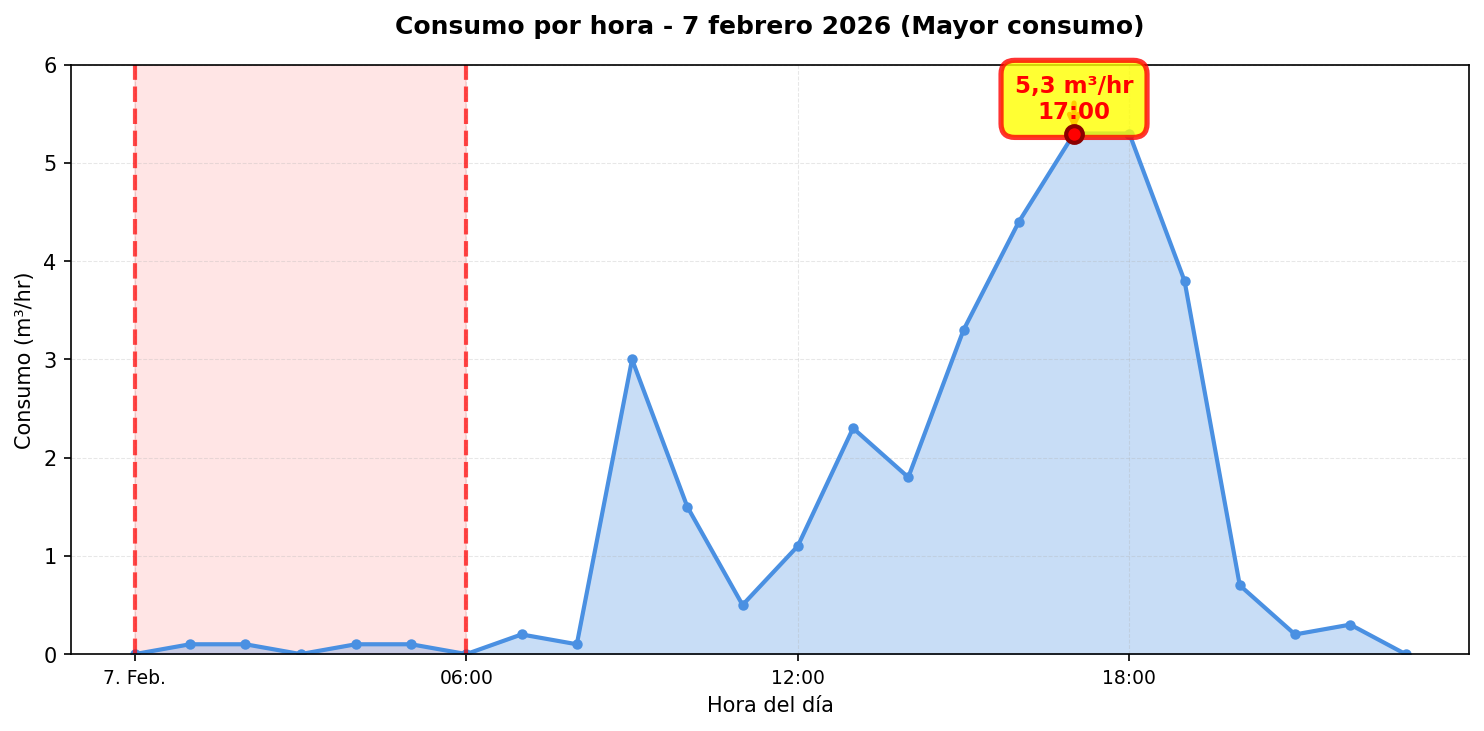 Consumo por hora - 7 febrero 2026 (Mayor consumo)
5,3 m³/hr
17:00
Consumo (m³/hr)
6
5
4
3
2
1
0
7. Feb.
06:00
12:00
18:00
Hora del día